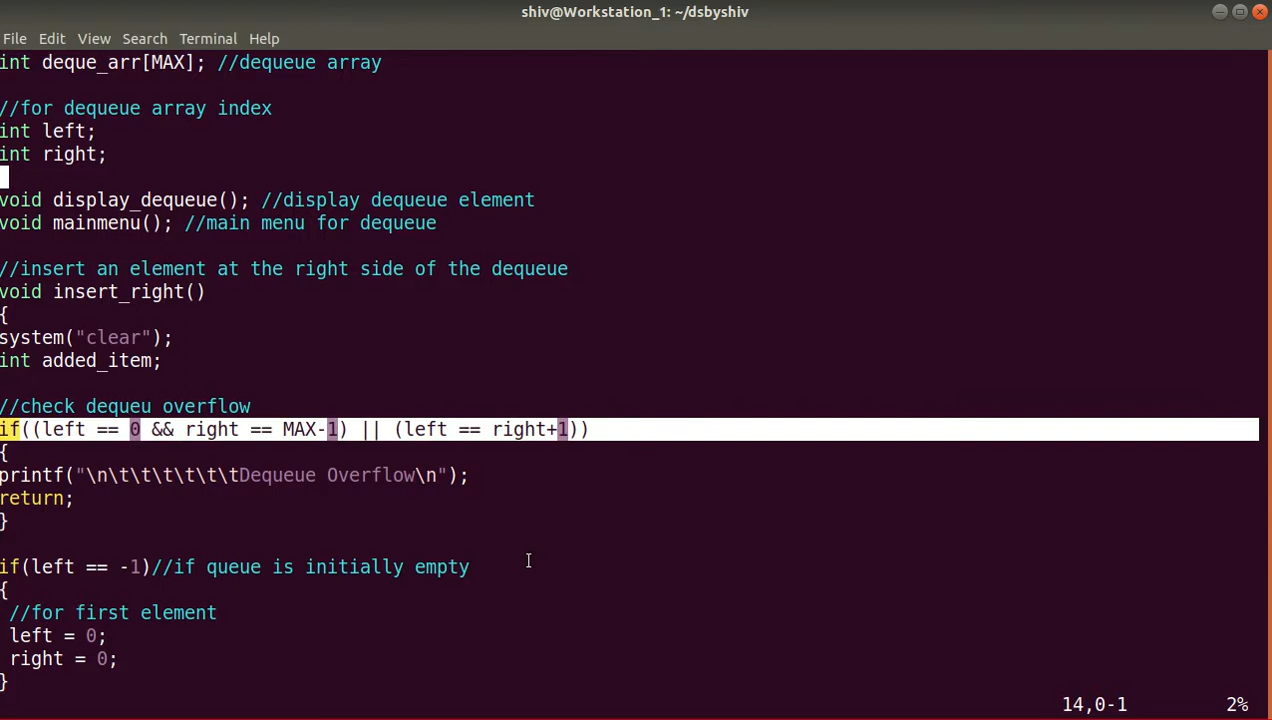 shiv@Workstation_1: ~/dsbyshiv
File Edit View Search Terminal Help
int deque_arr[MAX]; //dequeue array
//for dequeue array index
int left;
int right;
void display_dequeue(); //display dequeue element
void mainmenu(); //main menu for dequeue
//insert an element at the right side of the dequeue
void insert_right()
{
system("clear");
int added_item;
//check dequeu overflow
if((left == 0 && right == MAX-1) || (left == right+1))
{
printf("\n\t\t\t\t\t\tDequeue Overflow\n");
return;
}
if(left == -1)//if queue is initially empty
{
//for first element
left = 0;
right = 0;
}
14,0-1 2%